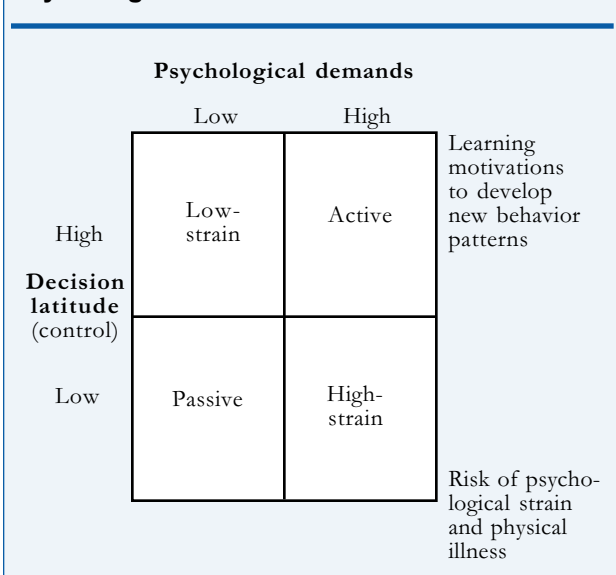 Psychological demands
Low High
Learning
motivations
to develop
new behavior
patterns
Low-
strain
Active
High
Decision
latitude
(control)
Low
Passive
High-
strain
Risk of psycho-
logical strain
and physical
illness